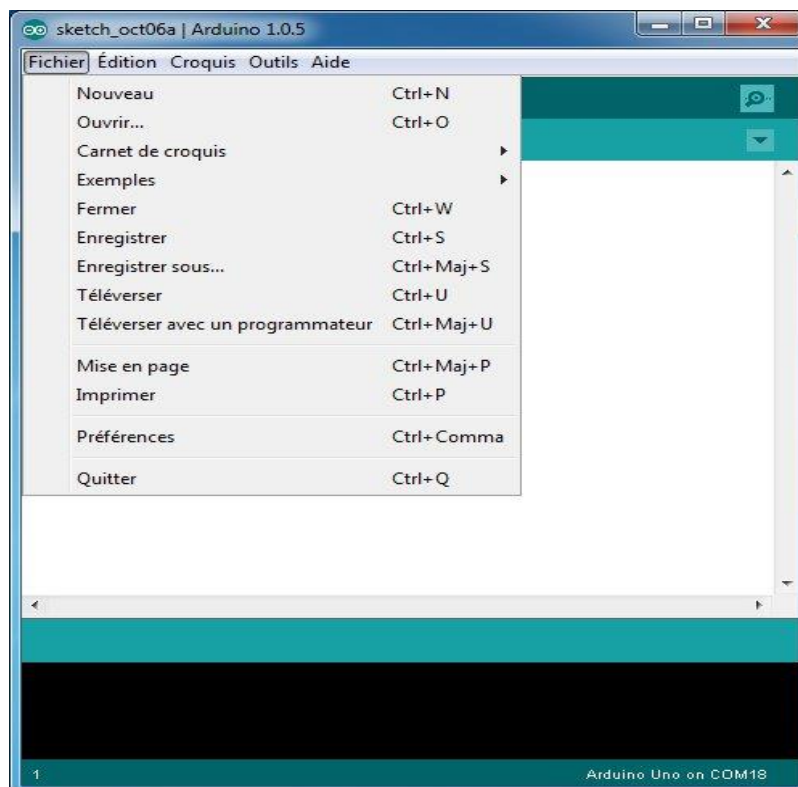 sketch_oct06a | Arduino 1.0.5
Fichier Édition Croquis Outils Aide
Nouveau Ctrl+N
Ouvrir... Ctrl+O
Carnet de croquis
Exemples
Fermer Ctrl+W
Enregistrer Ctrl+S
Enregistrer sous... Ctrl+Maj+S
Téléverser Ctrl+U
Téléverser avec un programmateur Ctrl+Maj+U
Mise en page Ctrl+Maj+P
Imprimer Ctrl+P
Préférences Ctrl+Comma
Quitter Ctrl+Q
1 Arduino Uno on COM18